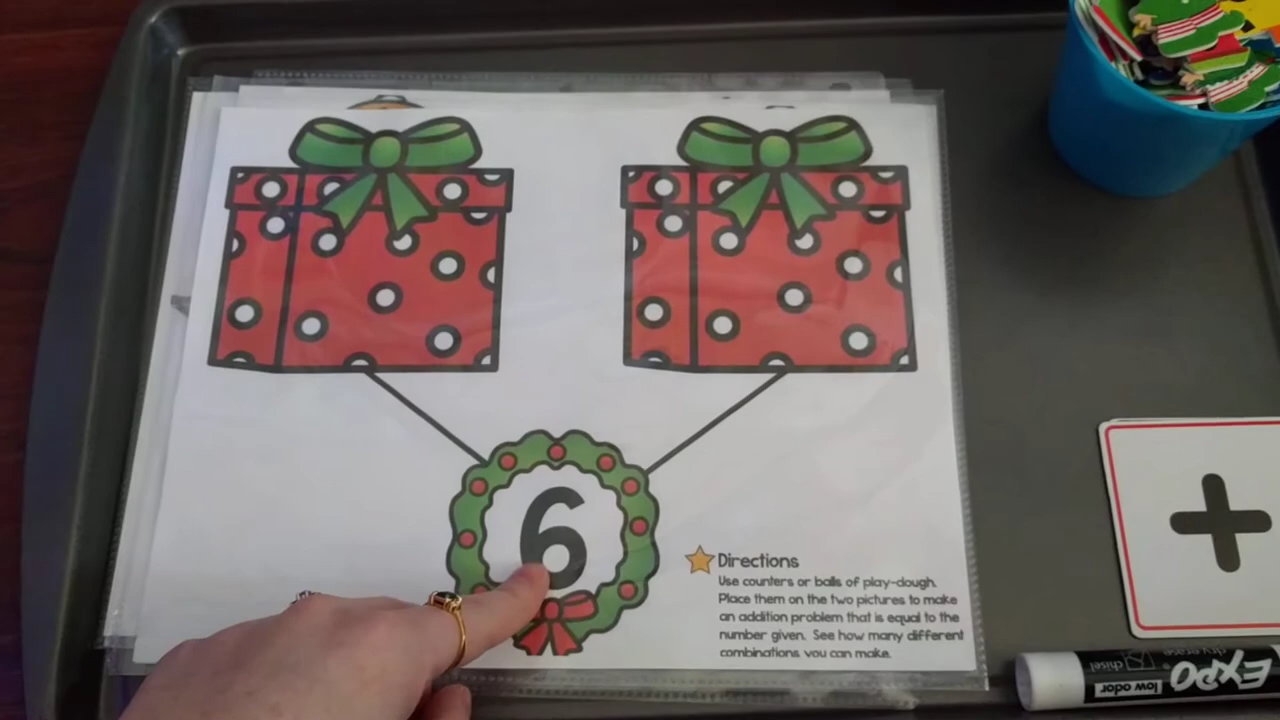 6
Directions
Use counters or balls of play-dough.
Place them on the two pictures to make
an addition problem that is equal to the
number given. See how many different
combinations you can make.
+
EXPO
low odor
chisel
dry erase